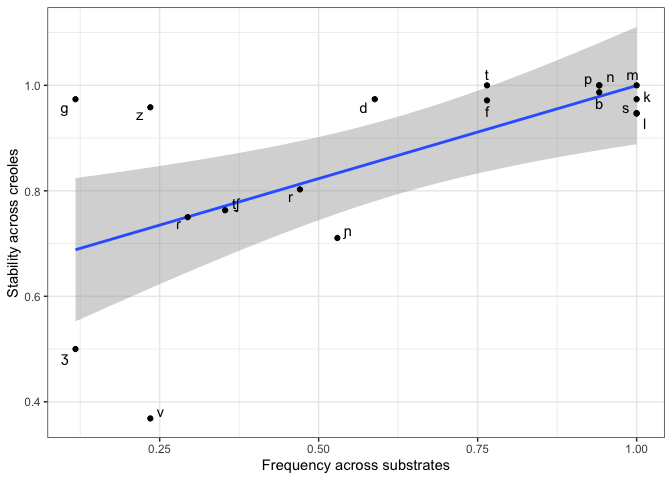 Stability across creoles
1.0
0.8
0.6
0.4
t
p n m
g
z
d
f
b
k
s
l
r
ʧ
r
ɲ
ʒ
v
0.25 0.50 0.75 1.00
Frequency across substrates